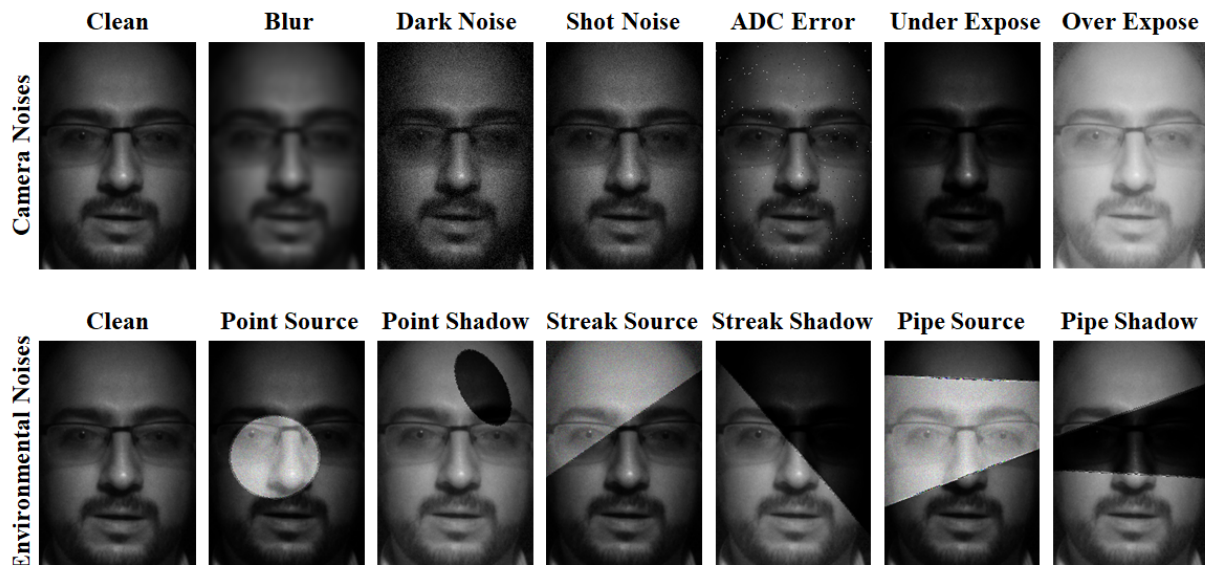 Clean Blur Dark Noise Shot Noise ADC Error Under Expose Over Expose
Camera Noises
Clean Point Source Point Shadow Streak Source Streak Shadow Pipe Source Pipe Shadow
Environmental Noises